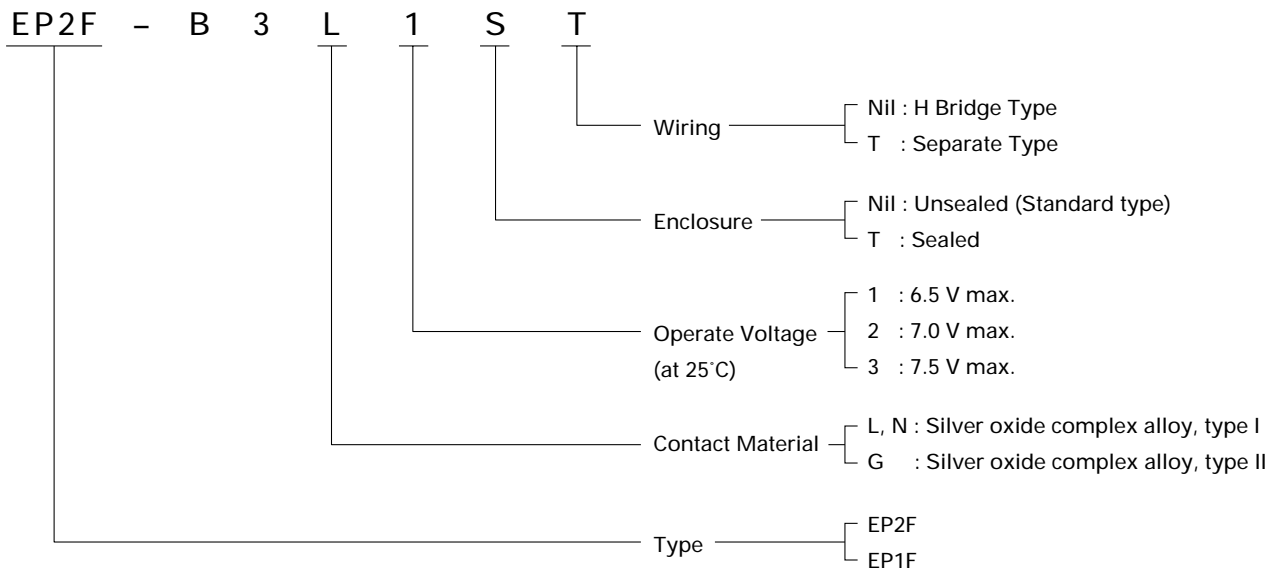 EP2F – B 3 L 1 S T
Wiring
Nil : H Bridge Type
T : Separate Type
Enclosure
Nil : Unsealed (Standard type)
T : Sealed
Operate Voltage
(at 25˚C)
1 : 6.5 V max.
2 : 7.0 V max.
3 : 7.5 V max.
Contact Material
L, N : Silver oxide complex alloy, type I
G : Silver oxide complex alloy, type II
Type
EP2F
EP1F